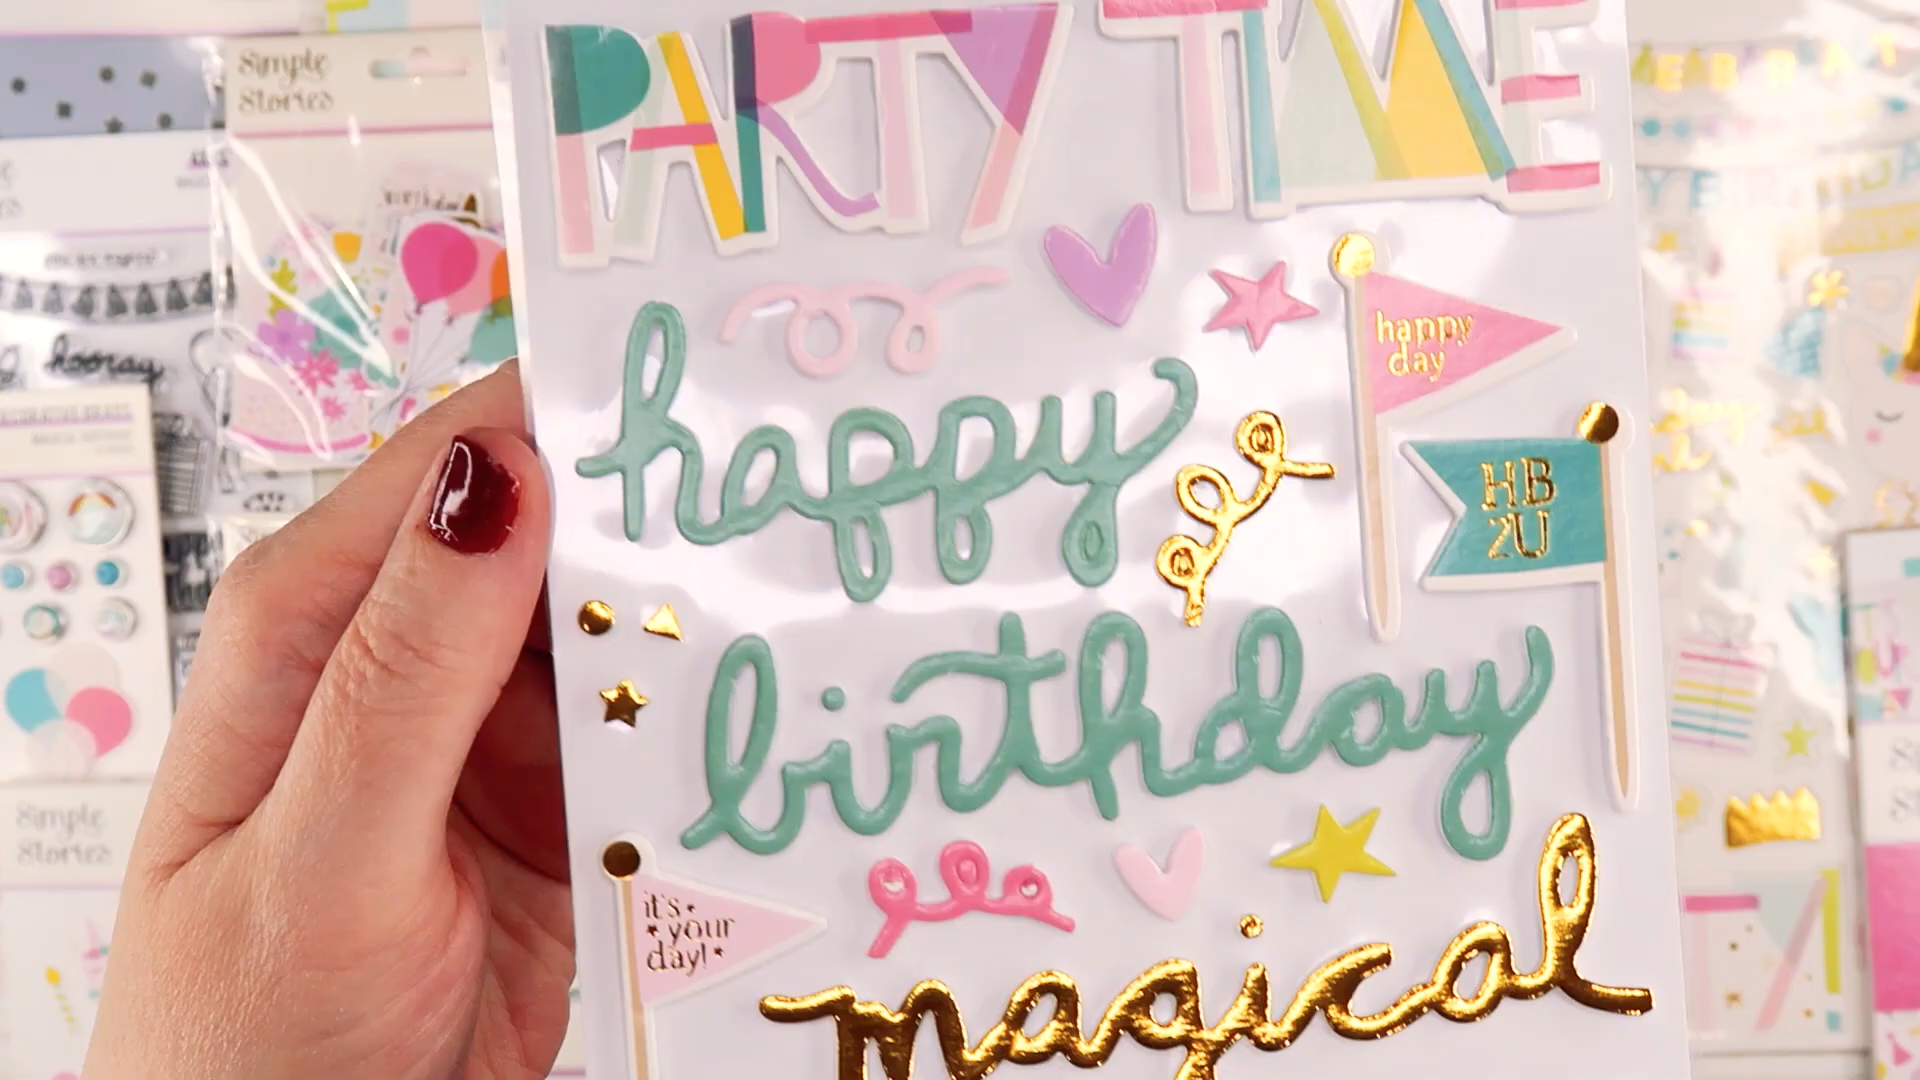 PARTY TIME
happy
day
happy
HB
2U
birthday
it's
your
day!
magical
Simple
Stories
hooray
Simple
Stories